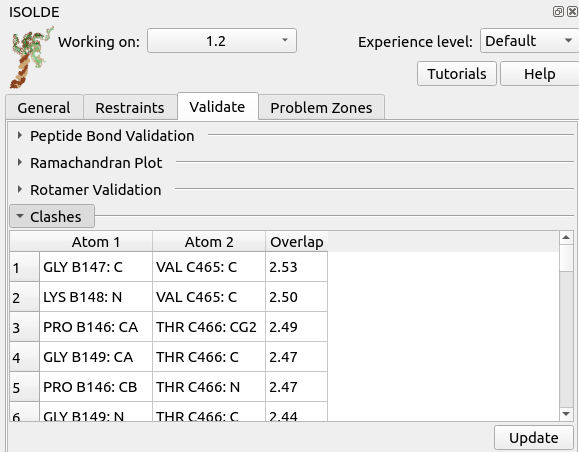 ISOLDE
Working on: 1.2 Experience level: Default
Tutorials Help
General Restraints Validate Problem Zones
Peptide Bond Validation
Ramachandran Plot
Rotamer Validation
Clashes
Atom 1 Atom 2 Overlap
1 GLY B147: C VAL C465: C 2.53
2 LYS B148: N VAL C465: C 2.50
3 PRO B146: CA THR C466: CG2 2.49
4 GLY B149: CA THR C466: C 2.47
5 PRO B146: CB THR C466: N 2.47
6 GLY B149: N THR C466: C 2.44
Update